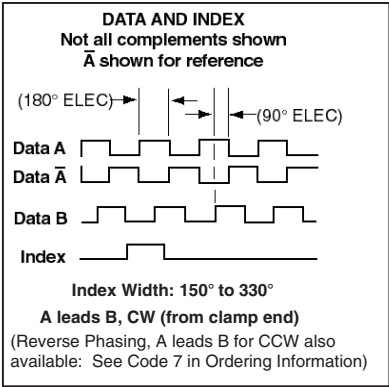 DATA AND INDEX
Not all complements shown
A̅ shown for reference
(180° ELEC)
(90° ELEC)
Data A
Data A̅
Data B
Index
Index Width: 150° to 330°
A leads B, CW (from clamp end)
(Reverse Phasing, A leads B for CCW also
available: See Code 7 in Ordering Information)